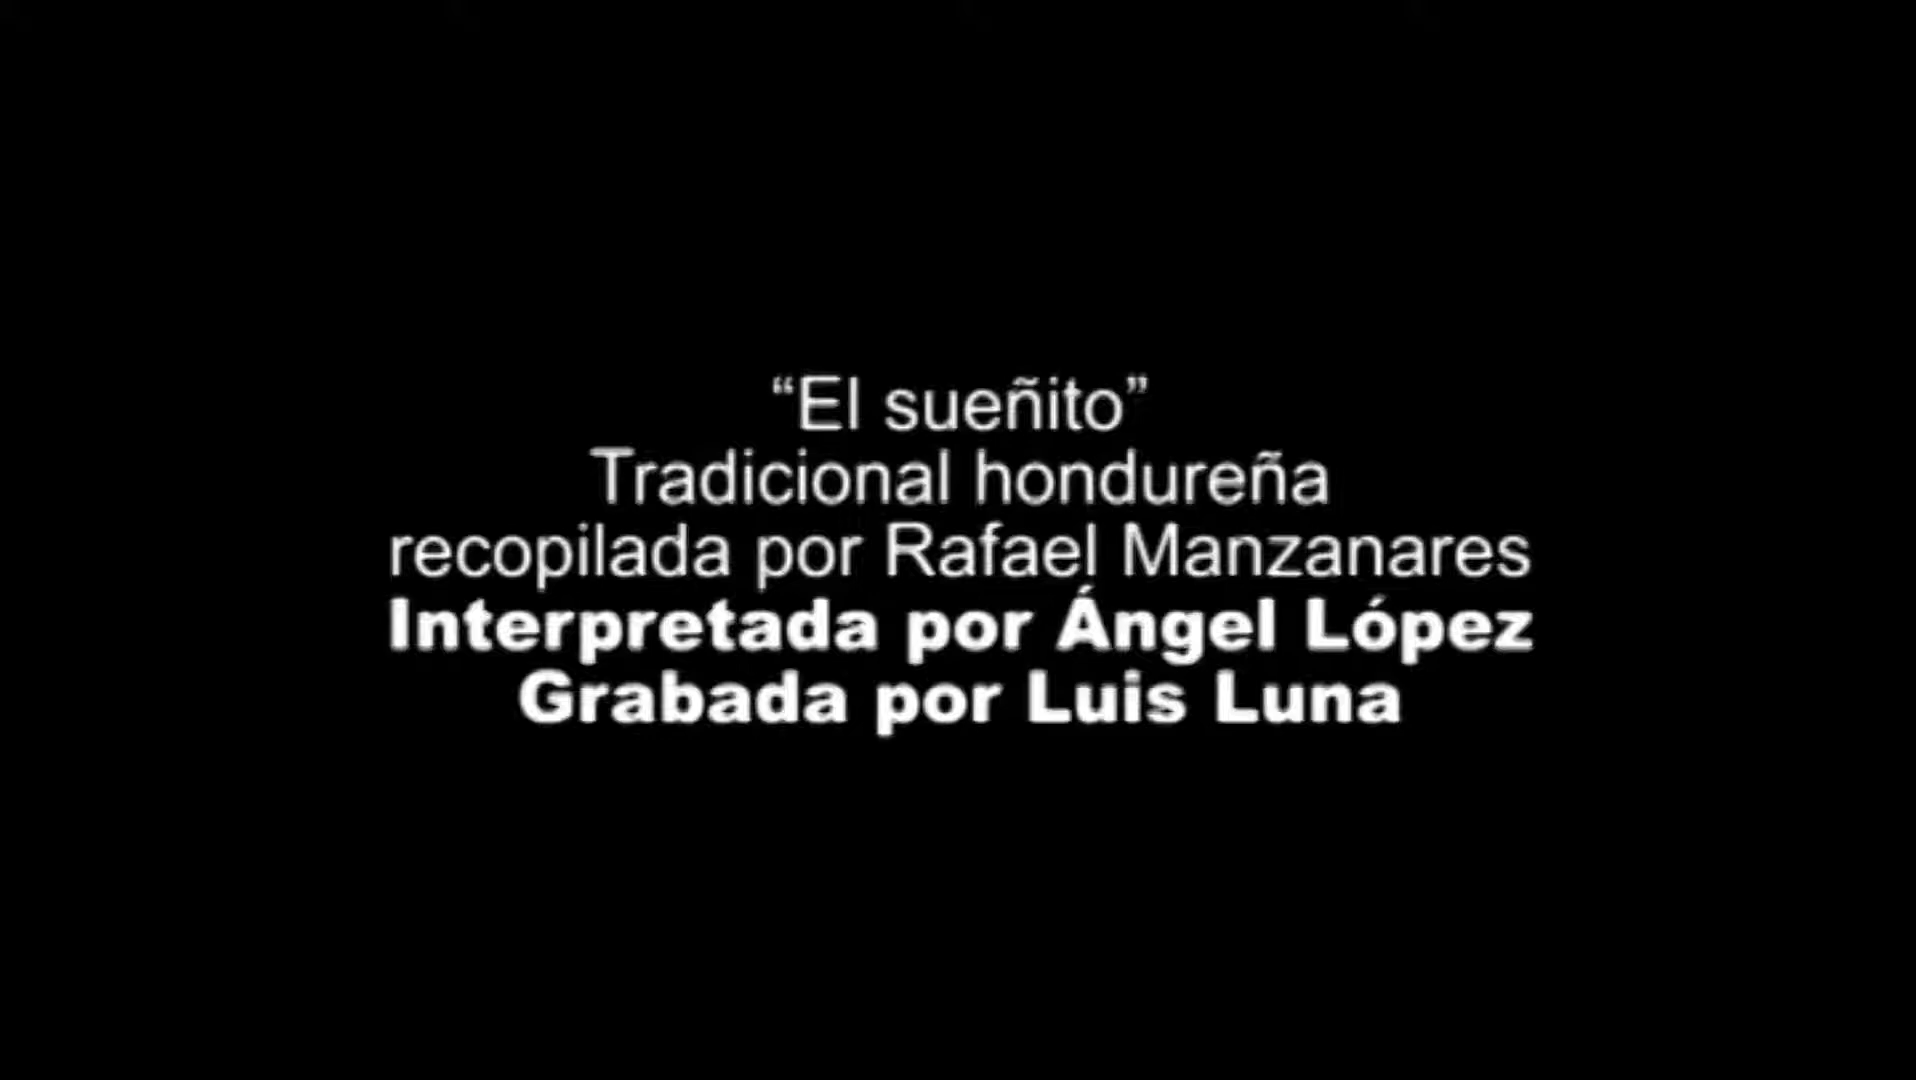 “El sueñito”
Tradicional hondureña
recopilada por Rafael Manzanares
Interpretada por Ángel López
Grabada por Luis Luna